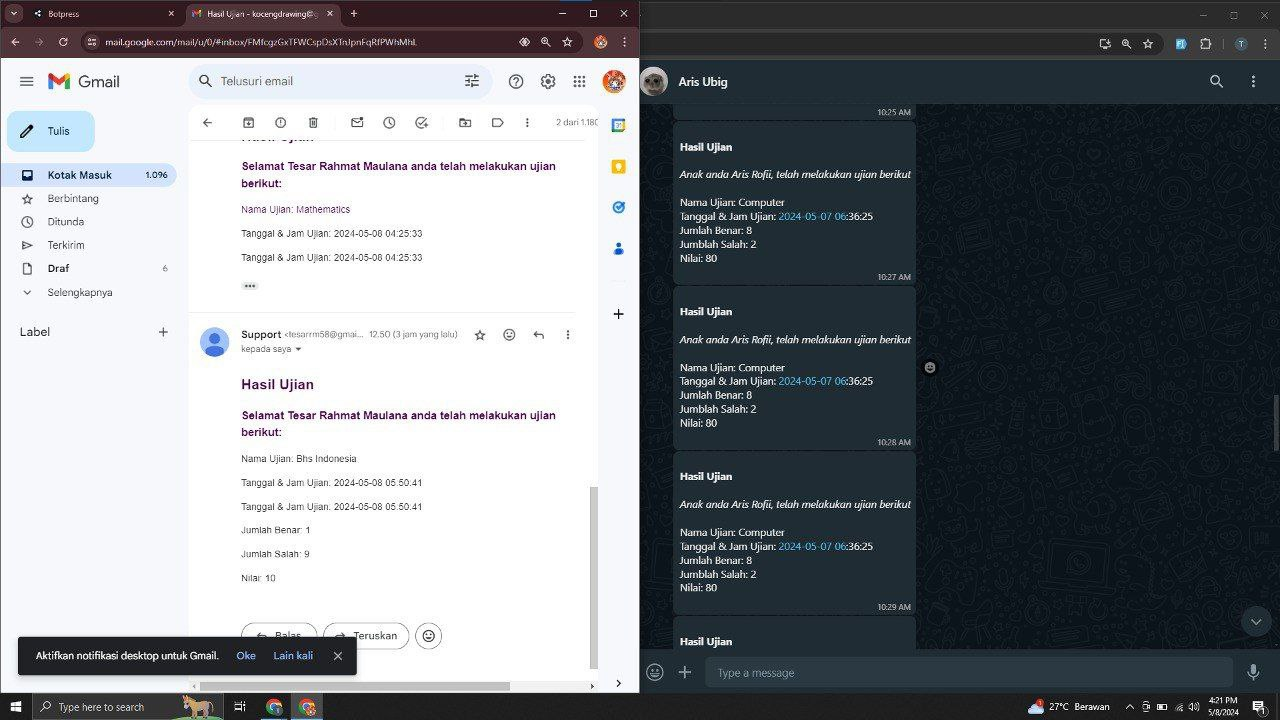 Botpress
Hasil Ujian - kocengdrawing@
mail.google.com/mail/u/0/#inbox/FMfcgzGxTFWCspDsXTnJpnFqRfPWhMhL
Gmail
Telusuri email
Tulis
Kotak Masuk 1.096
Berbintang
Ditunda
Terkirim
Draf 6
Selengkapnya
Label
2 dari 1.180
Selamat Tesar Rahmat Maulana anda telah melakukan ujian
berikut:
Nama Ujian: Mathematics
Tanggal & Jam Ujian: 2024-05-08 04:25:33
Tanggal & Jam Ujian: 2024-05-08 04:25:33
Support <tesarrm58@gmai... 12.50 (3 jam yang lalu)
kepada saya
Hasil Ujian
Selamat Tesar Rahmat Maulana anda telah melakukan ujian
berikut:
Nama Ujian: Bhs Indonesia
Tanggal & Jam Ujian: 2024-05-08 05:50:41
Tanggal & Jam Ujian: 2024-05-08 05:50:41
Jumlah Benar: 1
Jumlah Salah: 9
Nilai: 10
Balas
Teruskan
Aktifkan notifikasi desktop untuk Gmail. Oke Lain kali
T
Aris Ubig
10:25 AM
Hasil Ujian
Anak anda Aris Rofii, telah melakukan ujian berikut
Nama Ujian: Computer
Tanggal & Jam Ujian: 2024-05-07 06:36:25
Jumlah Benar: 8
Jumblah Salah: 2
Nilai: 80
10:27 AM
Hasil Ujian
Anak anda Aris Rofii, telah melakukan ujian berikut
Nama Ujian: Computer
Tanggal & Jam Ujian: 2024-05-07 06:36:25
Jumlah Benar: 8
Jumblah Salah: 2
Nilai: 80
10:28 AM
Hasil Ujian
Anak anda Aris Rofii, telah melakukan ujian berikut
Nama Ujian: Computer
Tanggal & Jam Ujian: 2024-05-07 06:36:25
Jumlah Benar: 8
Jumblah Salah: 2
Nilai: 80
10:29 AM
Hasil Ujian
Type a message
Type here to search
27°C Berawan
4:21 PM
5/8/2024